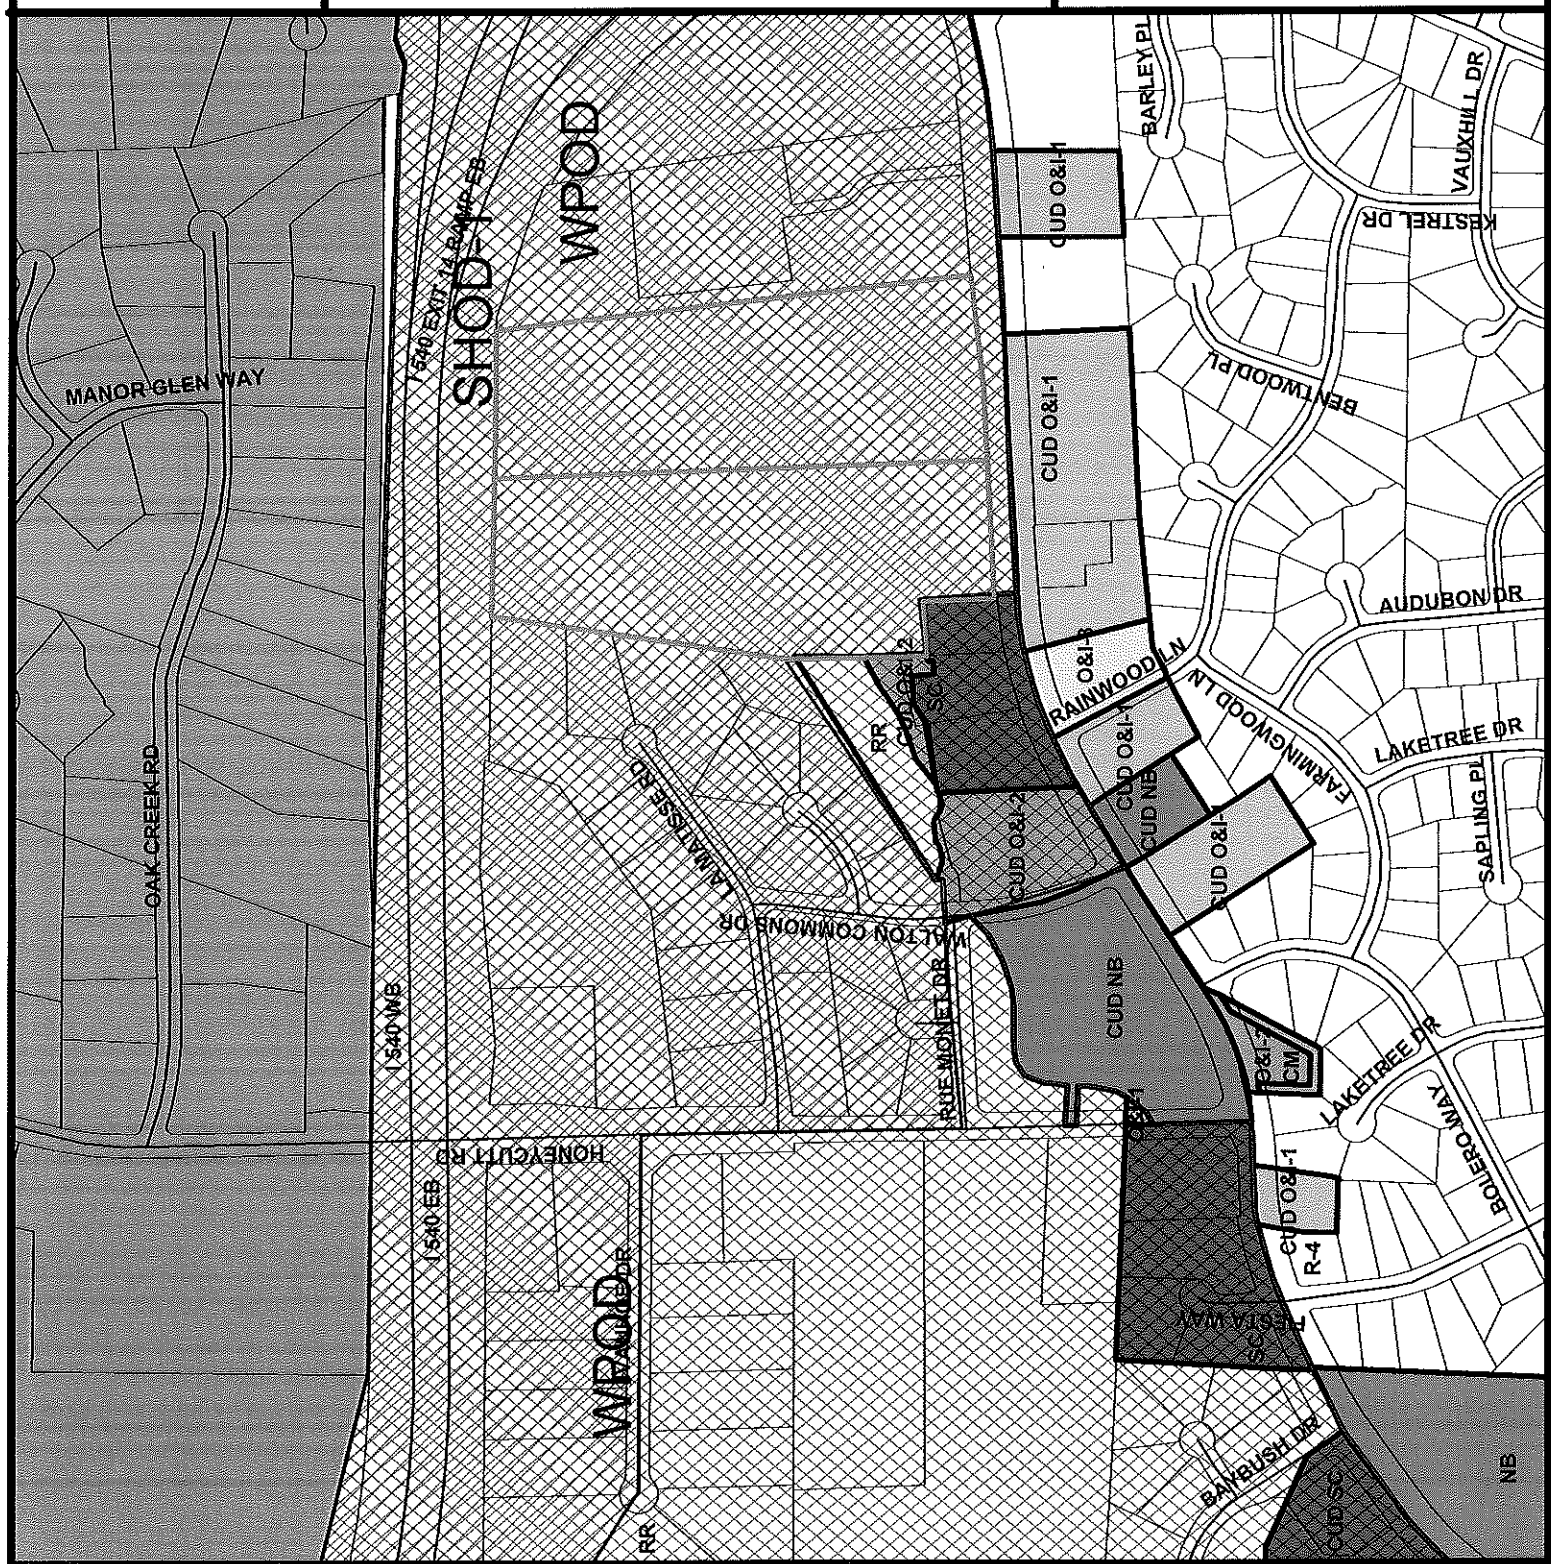 BARLEY PL
VAUXHILL DR
CUD O&I-1
KESTREL DR
I 540 EXIT 14 RAMP EB
SHOD-1
WPOD
MANOR GLEN WAY
BENTWOOD PL
CUD O&I-1
AUDUBON DR
O&I-3
RAINWOOD LN
CUD O&I-2
SC
RR
FARMINGWOOD LN
LAKETREE DR
SAPLING PL
CUD O&I-1
CUD NB
CUD O&I-1
OAK CREEK RD
LA MATISSE RD
WALTON COMMONS DR
CUD O&I-2
I 540 WB
RUE MONET DR
CUD NB
CM
LAKETREE DR
BOLERO WAY
HONEYCUTT RD
I 540 EB
O&I-1
CUD O&I-1
R-4
WPOD
FIESTA WAY
SC
BAYBUSH DR
CUD SC
NB
RR